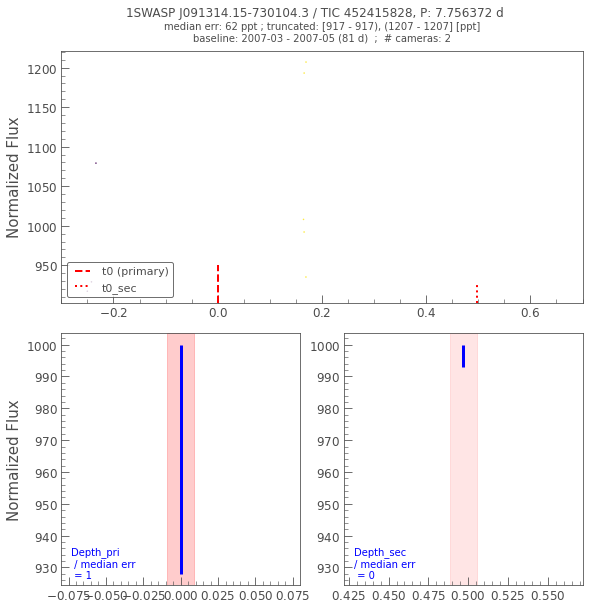 1SWASP J091314.15-730104.3 / TIC 452415828, P: 7.756372 d
median err: 62 ppt ; truncated: [917 - 917), (1207 - 1207] [ppt]
baseline: 2007-03 - 2007-05 (81 d) ; # cameras: 2
Normalized Flux
1200
1150
1100
1050
1000
950
t0 (primary)
t0_sec
−0.2 0.0 0.2 0.4 0.6
Normalized Flux
1000
990
980
970
960
950
940
930
Depth_pri
/ median err
= 1
−0.075 −0.050 −0.025 0.000 0.025 0.050 0.075
1000
990
980
970
960
950
940
930
Depth_sec
/ median err
= 0
0.425 0.450 0.475 0.500 0.525 0.550